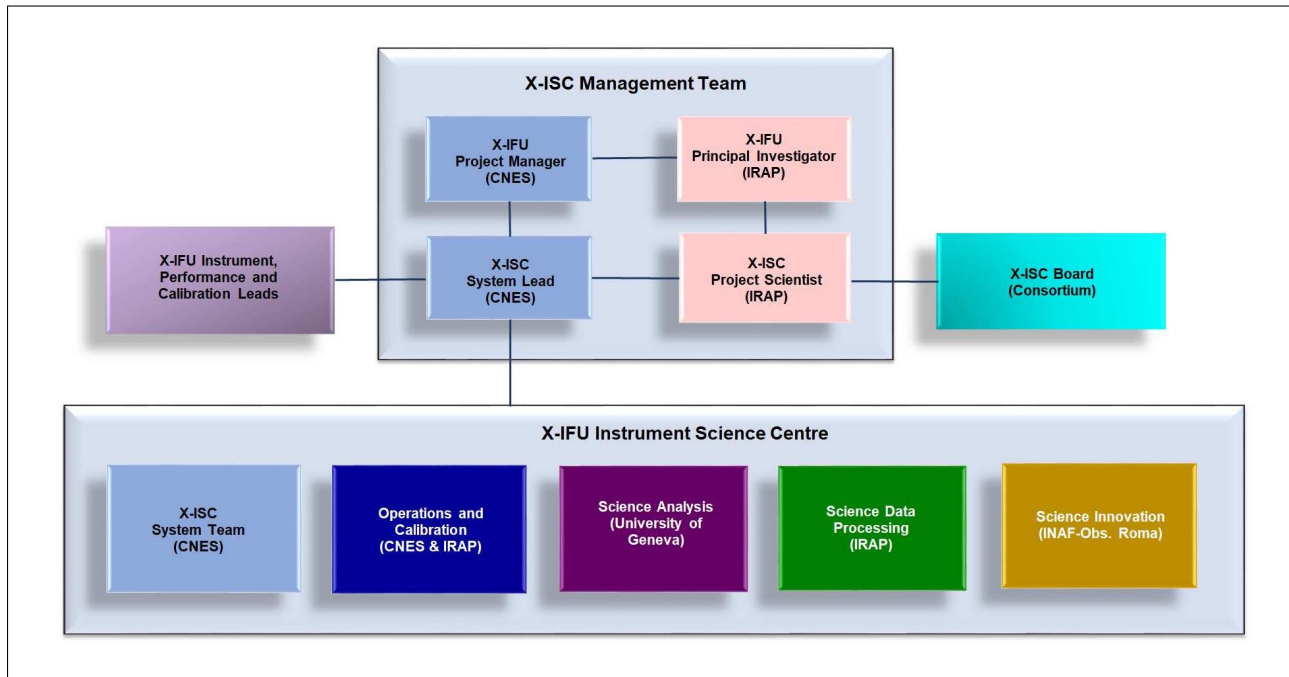 X-ISC Management Team
X-IFU
Project Manager
(CNES)
X-IFU
Principal Investigator
(IRAP)
X-IFU Instrument,
Performance and
Calibration Leads
X-ISC
System Lead
(CNES)
X-ISC
Project Scientist
(IRAP)
X-ISC Board
(Consortium)
X-IFU Instrument Science Centre
X-ISC
System Team
(CNES)
Operations and
Calibration
(CNES & IRAP)
Science Analysis
(University of
Geneva)
Science Data
Processing
(IRAP)
Science Innovation
(INAF-Obs. Roma)